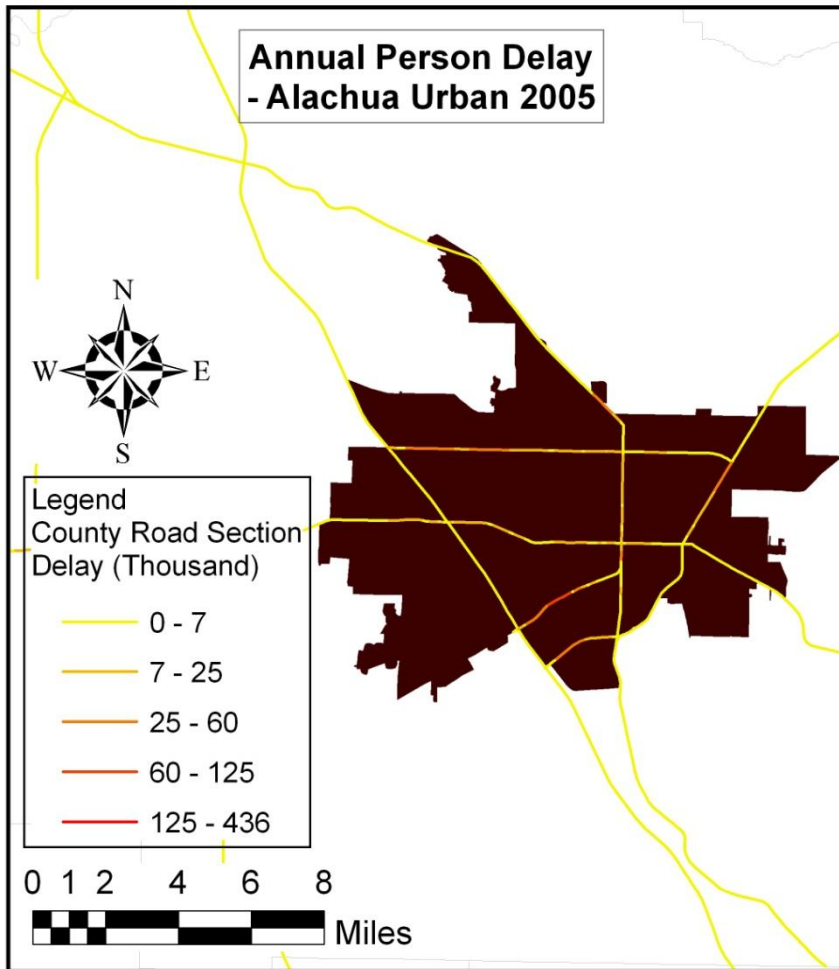 Annual Person Delay
- Alachua Urban 2005
N
W
E
S
Legend
County Road Section
Delay (Thousand)
0 - 7
7 - 25
25 - 60
60 - 125
125 - 436
0 1 2 4 6 8
Miles